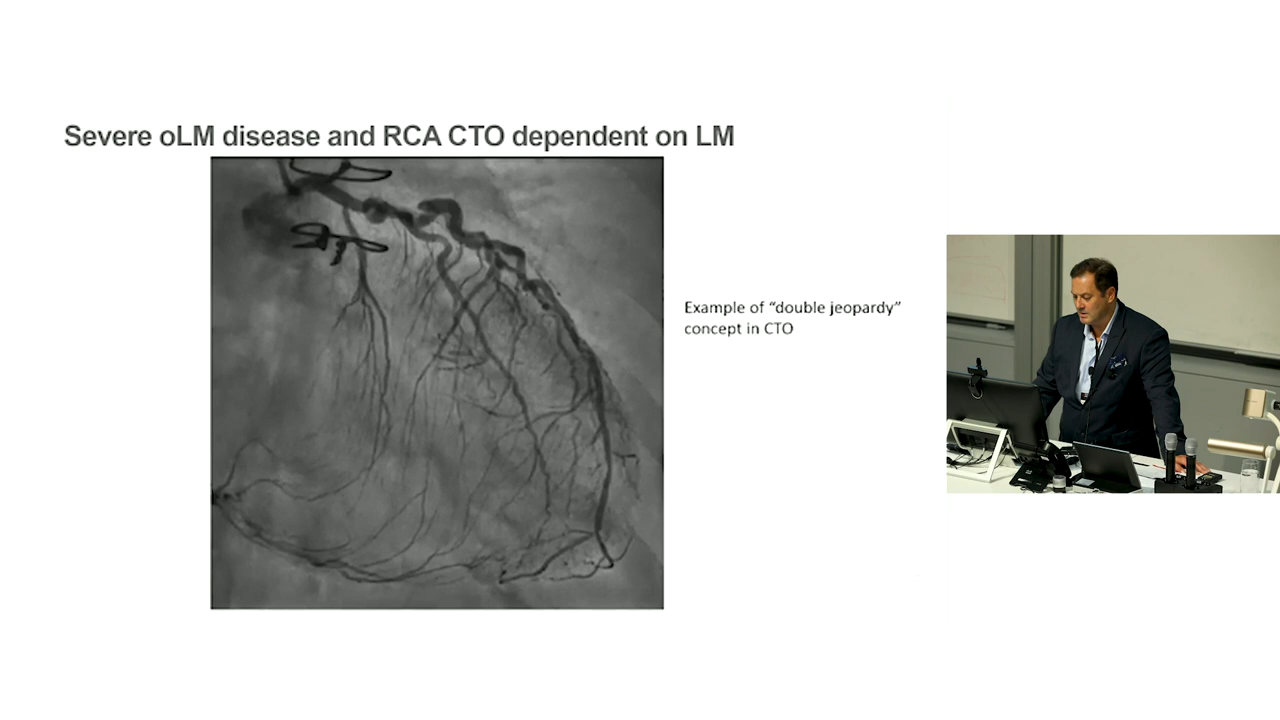 Severe oLM disease and RCA CTO dependent on LM
Example of “double jeopardy”
concept in CTO